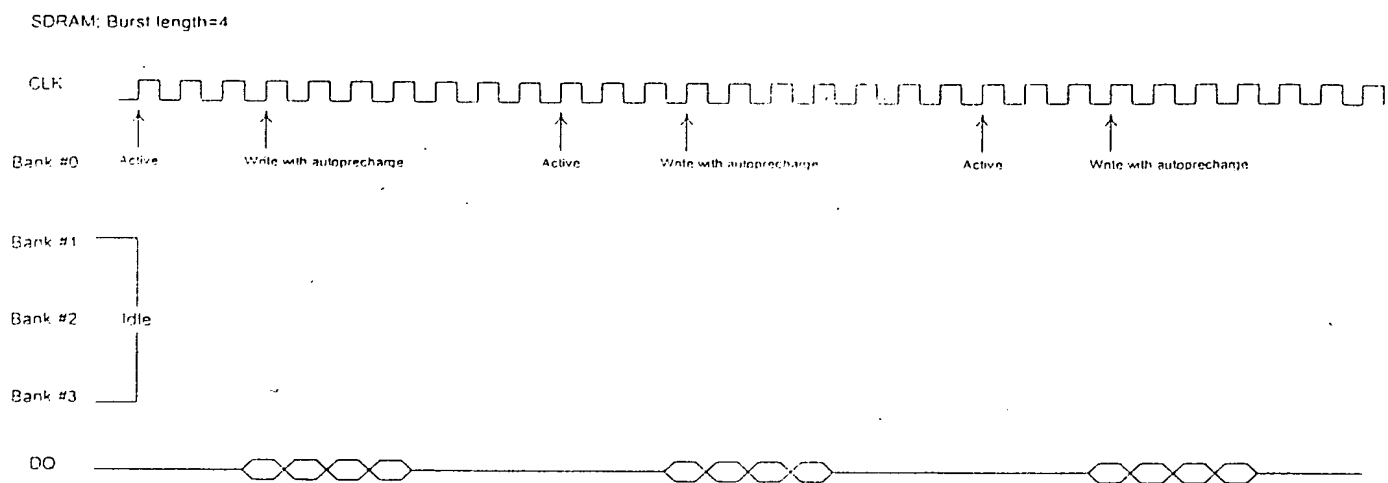 SDRAM; Burst length=4
CLK
Bank #0 Active Write with autoprecharge Active Write with autoprecharge Active Write with autoprecharge
Bank #1
Bank #2 Idle
Bank #3
DQ